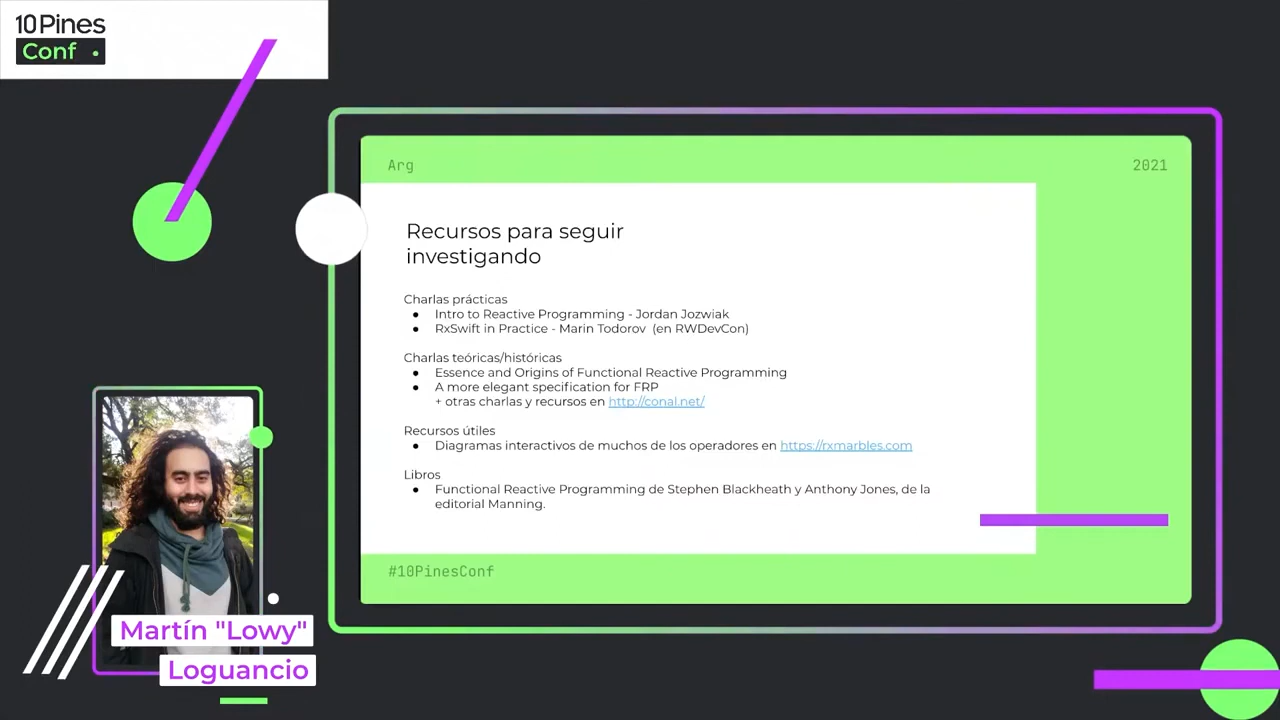 10Pines
Conf
Arg
2021
Recursos para seguir
investigando
Charlas prácticas
● Intro to Reactive Programming - Jordan Jozwiak
● RxSwift in Practice - Marin Todorov (en RWDevCon)
Charlas teóricas/históricas
● Essence and Origins of Functional Reactive Programming
● A more elegant specification for FRP
+ otras charlas y recursos en http://conal.net/
Recursos útiles
● Diagramas interactivos de muchos de los operadores en https://rxmarbles.com
Libros
● Functional Reactive Programming de Stephen Blackheath y Anthony Jones, de la
editorial Manning.
#10PinesConf
Martín "Lowy"
Loguancio